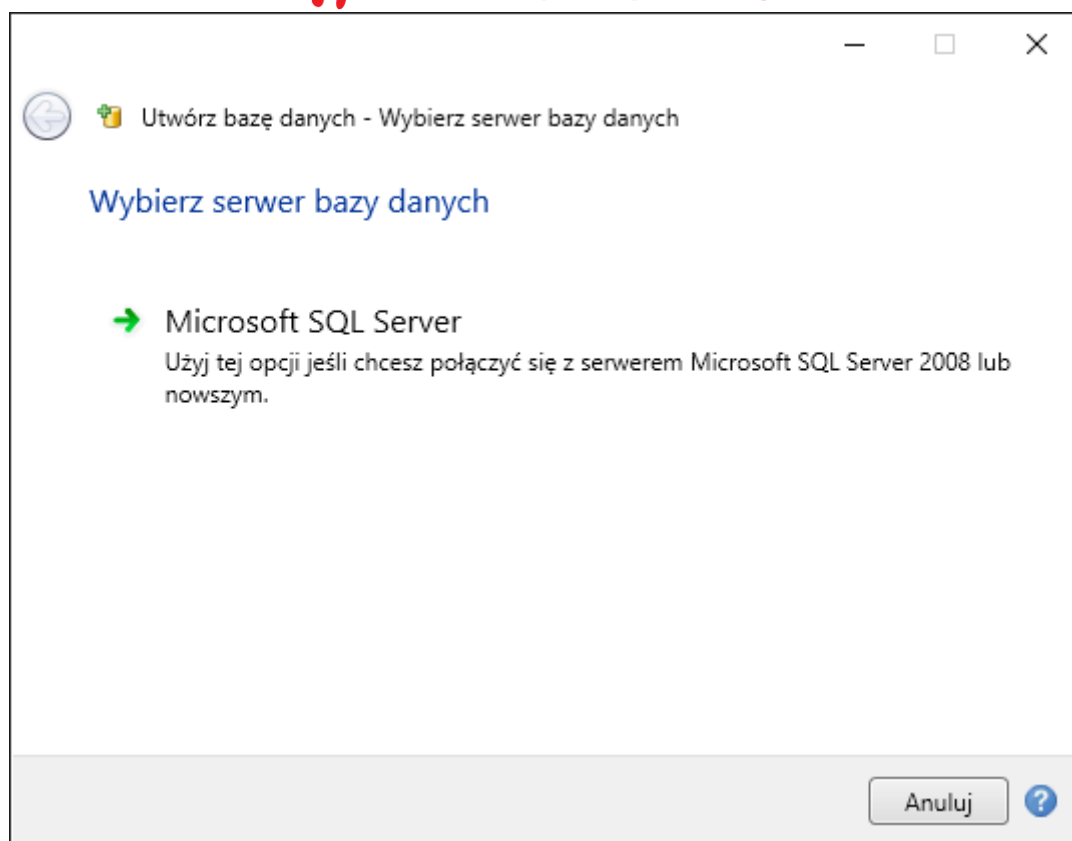 Utwórz bazę danych - Wybierz serwer bazy danych
Wybierz serwer bazy danych
Microsoft SQL Server
Użyj tej opcji jeśli chcesz połączyć się z serwerem Microsoft SQL Server 2008 lub
nowszym.
Anuluj